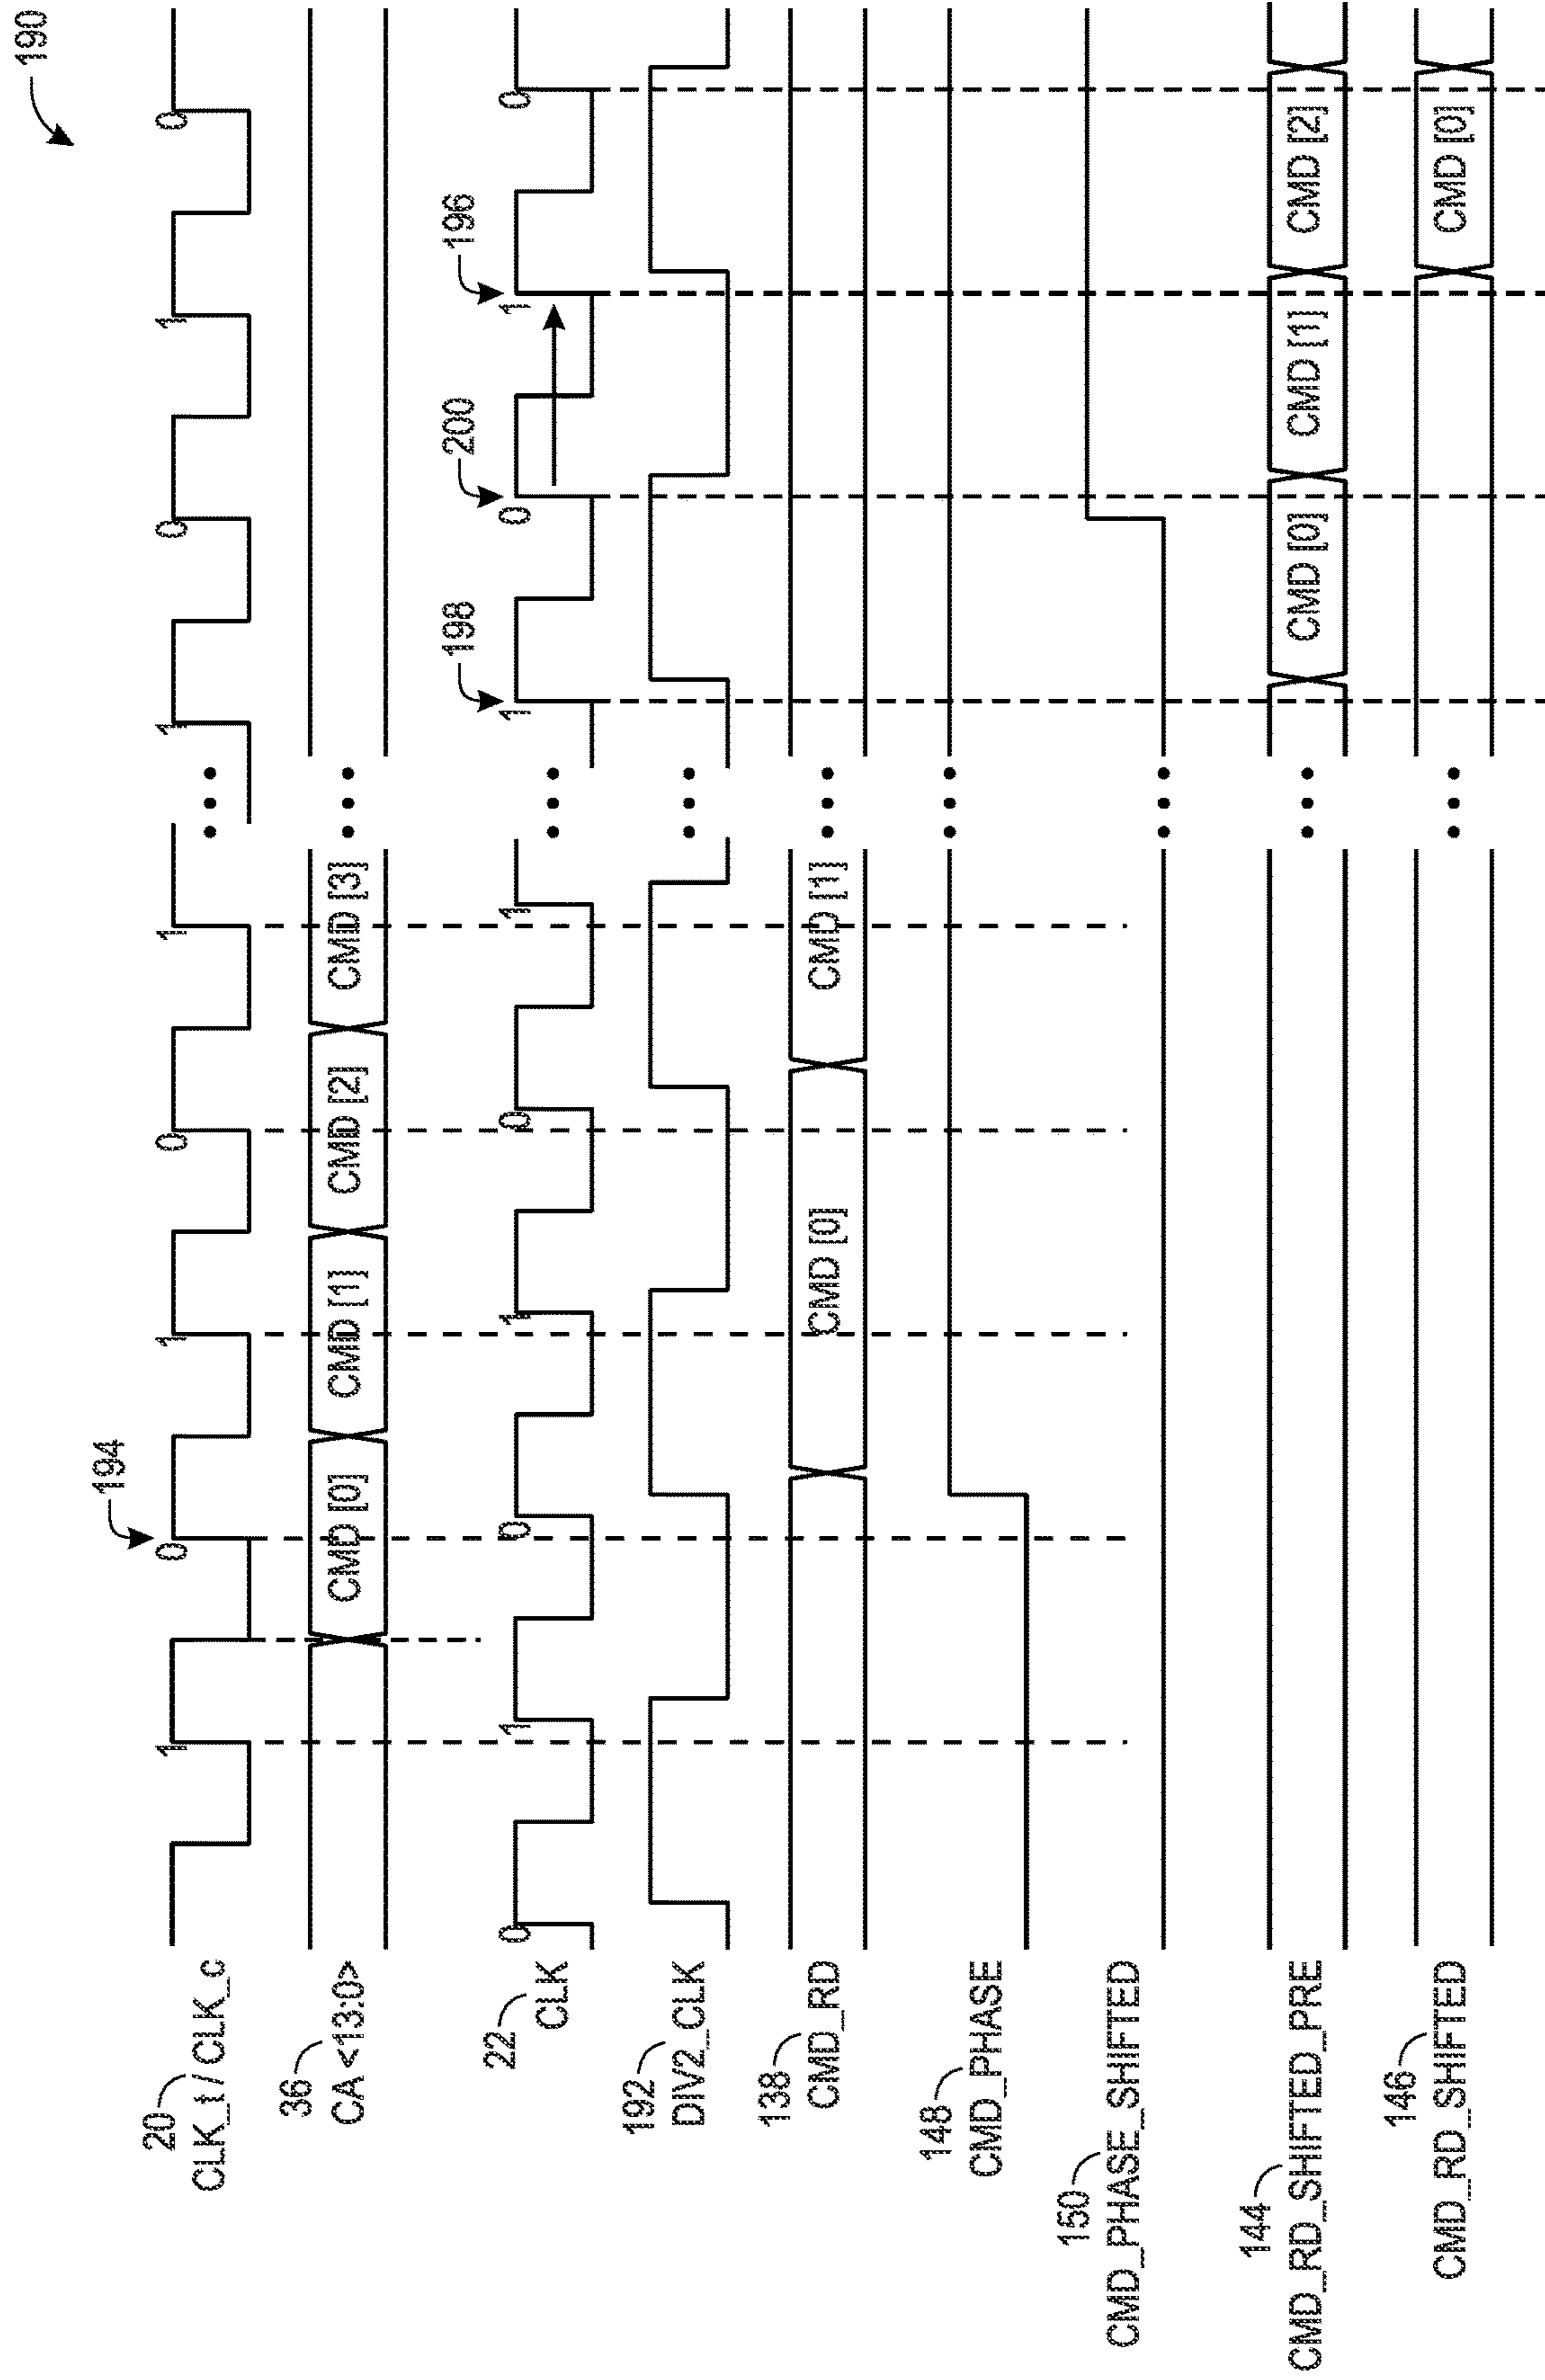 190
20
CLK_t / CLK_c
1
0
194
1
0
1
1
0
1
0
36
CA <13:0>
CMD [0]
CMD [1]
CMD [2]
CMD [3]
22
CLK
0
1
0
1
0
1
1
198
0
200
1
196
0
192
DIV2_CLK
138
CMD_RD
CMD [0]
CMD [1]
148
CMD_PHASE
150
CMD_PHASE_SHIFTED
144
CMD_RD_SHIFTED_PRE
CMD [0]
CMD [1]
CMD [2]
146
CMD_RD_SHIFTED
CMD [0]